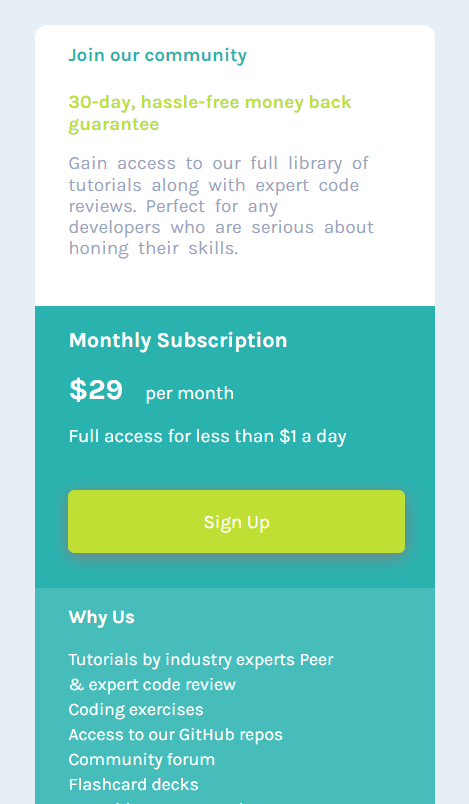 Join our community
30-day, hassle-free money back
guarantee
Gain access to our full library of
tutorials along with expert code
reviews. Perfect for any
developers who are serious about
honing their skills.
Monthly Subscription
$29 per month
Full access for less than $1 a day
Sign Up
Why Us
Tutorials by industry experts Peer
& expert code review
Coding exercises
Access to our GitHub repos
Community forum
Flashcard decks